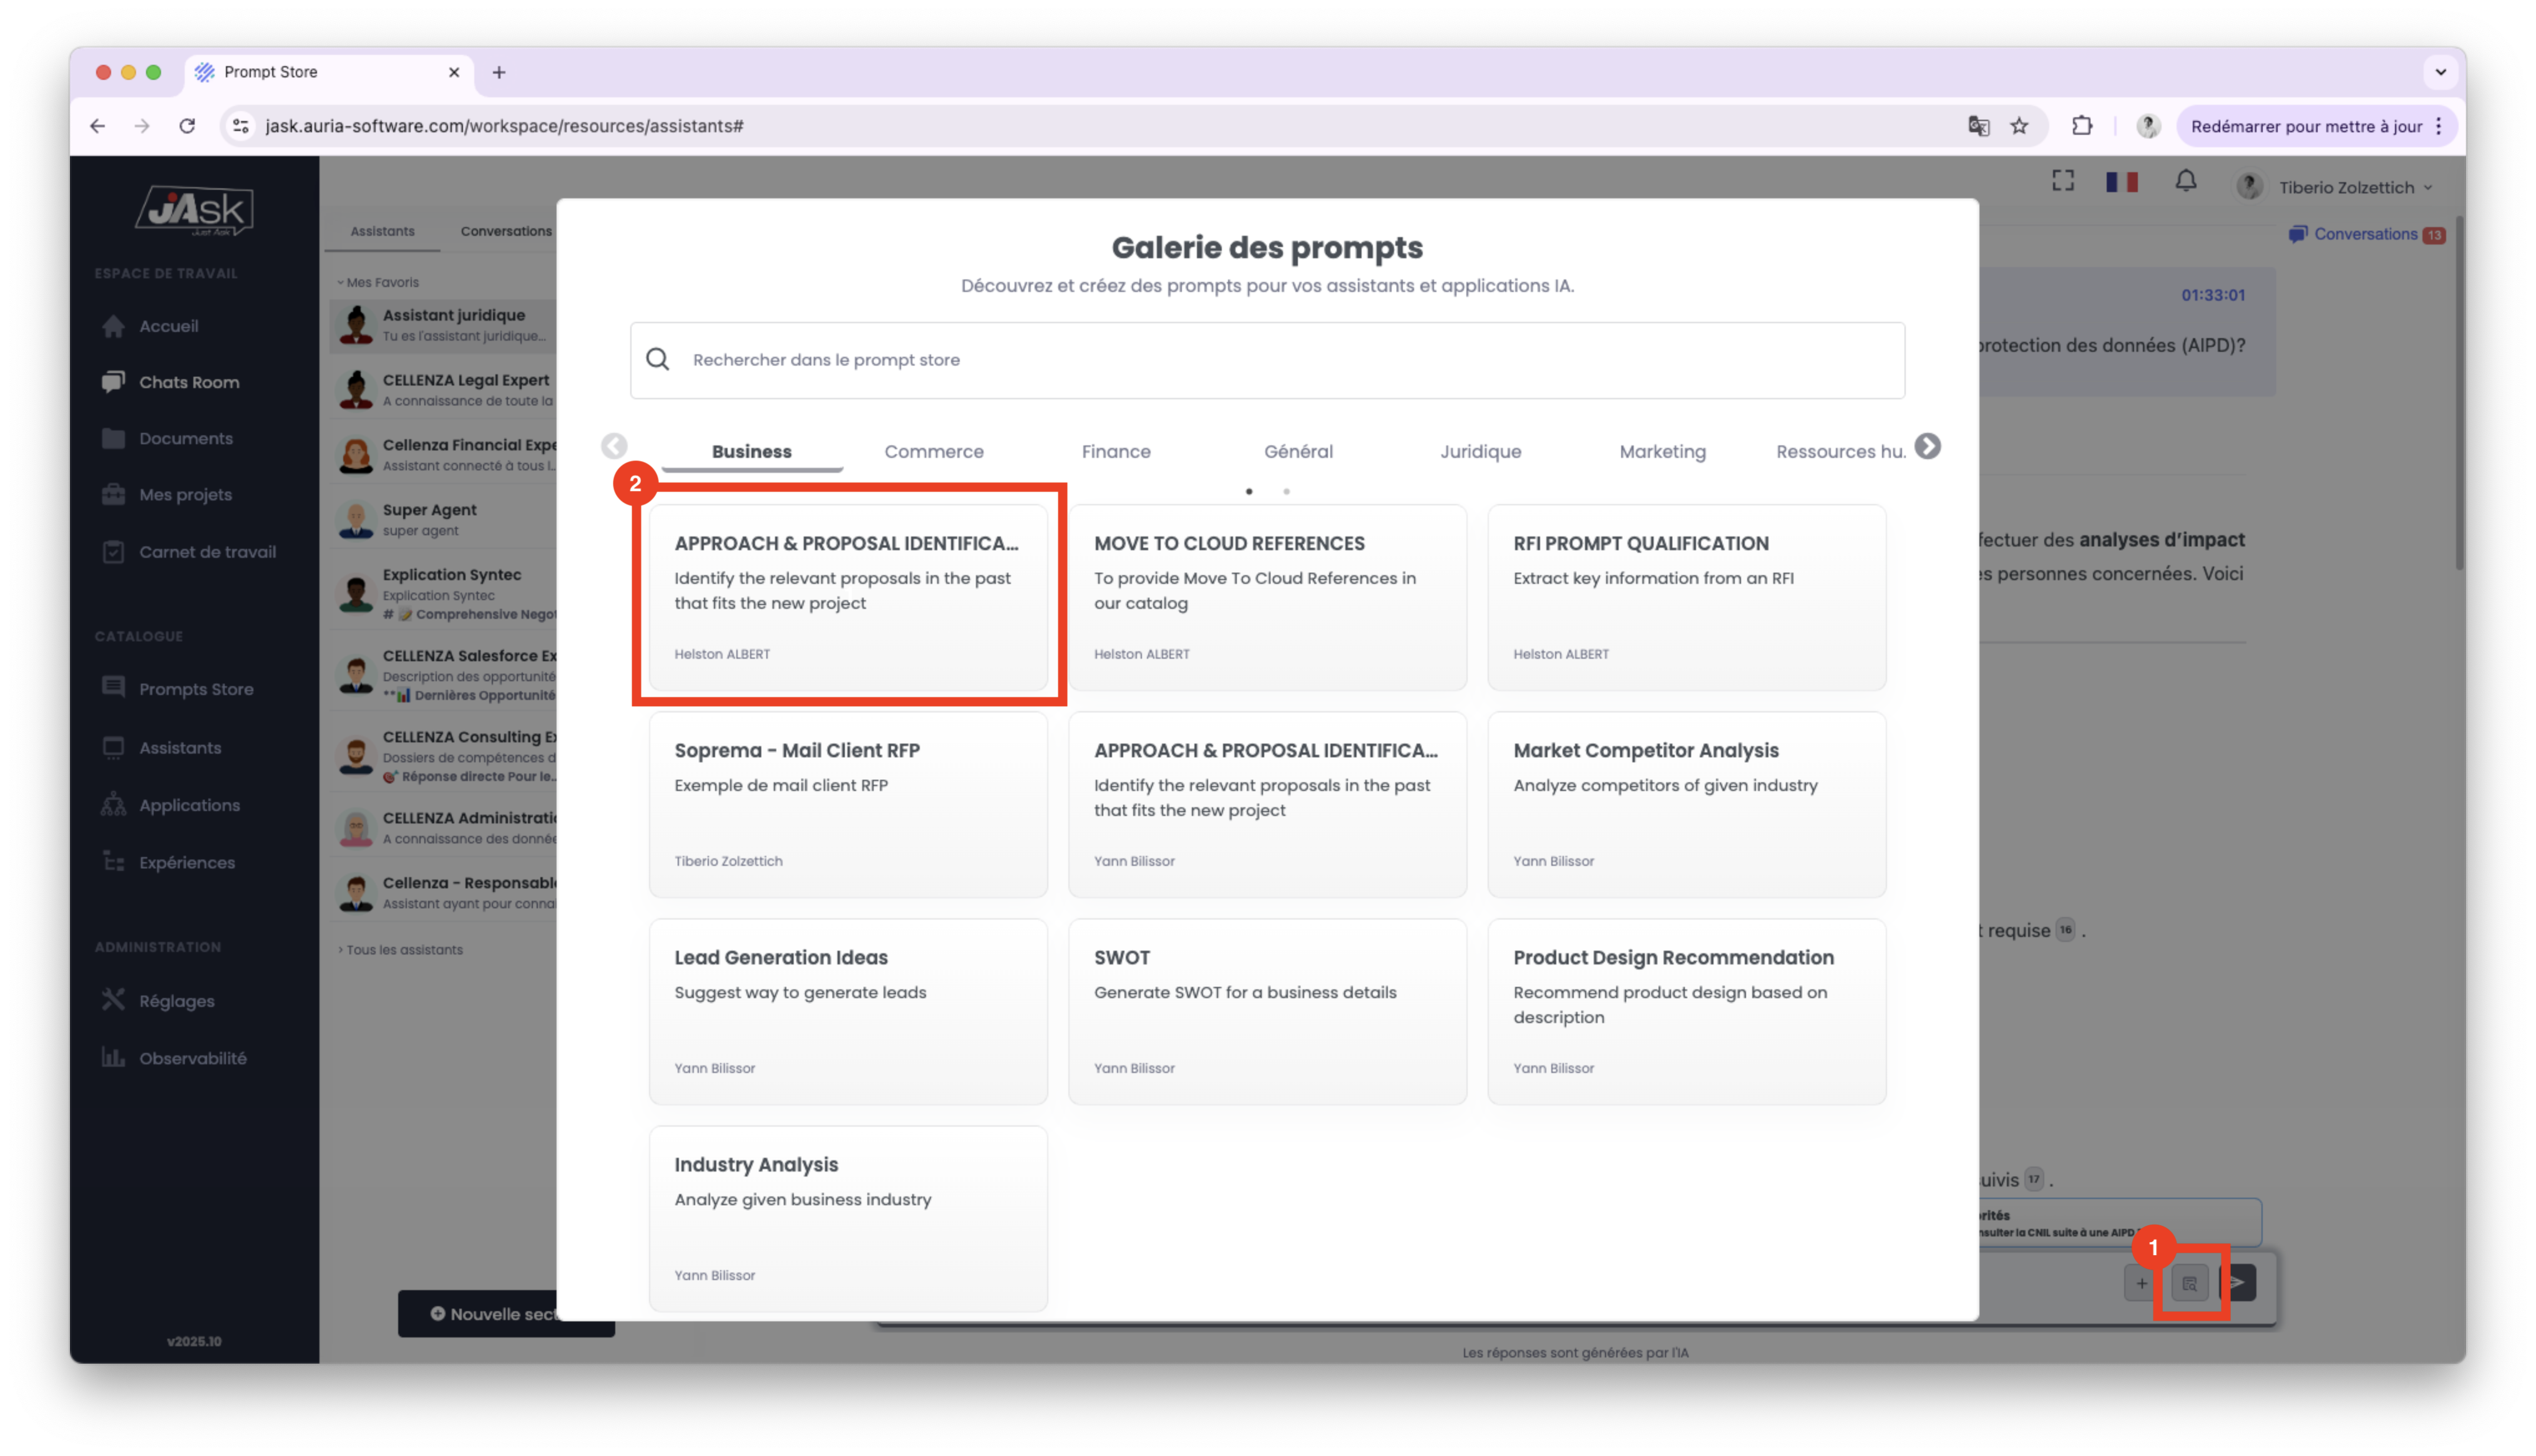 Prompt Store
jask.auria-software.com/workspace/resources/assistants#
Redémarrer pour mettre à jour
jAsk
Just Ask
Tiberio Zolzettich
ESPACE DE TRAVAIL
Accueil
Chats Room
Documents
Mes projets
Carnet de travail
CATALOGUE
Prompts Store
Assistants
Applications
Expériences
ADMINISTRATION
Réglages
Observabilité
v2025.10
Assistants
Conversations
Mes Favoris
Assistant juridique
Tu es l'assistant juridique...
CELLENZA Legal Expert
A connaissance de toute la
Cellenza Financial Expe
Assistant connecté à tous l...
Super Agent
super agent
Explication Syntec
Explication Syntec
# 📝 Comprehensive Negot
CELLENZA Salesforce Ex
Description des opportunité
**📊 Dernières Opportunité
CELLENZA Consulting Ex
Dossiers de compétences d
🎯 Réponse directe Pour le...
CELLENZA Administratio
A connaissance des donnée
Cellenza - Responsable
Assistant ayant pour connai
Tous les assistants
Nouvelle sect
Galerie des prompts
Découvrez et créez des prompts pour vos assistants et applications IA.
Rechercher dans le prompt store
Business
Commerce
Finance
Général
Juridique
Marketing
Ressources hu.
2
APPROACH & PROPOSAL IDENTIFICA...
Identify the relevant proposals in the past
that fits the new project
Helston ALBERT
MOVE TO CLOUD REFERENCES
To provide Move To Cloud References in
our catalog
Helston ALBERT
RFI PROMPT QUALIFICATION
Extract key information from an RFI
Helston ALBERT
Soprema - Mail Client RFP
Exemple de mail client RFP
Tiberio Zolzettich
APPROACH & PROPOSAL IDENTIFICA...
Identify the relevant proposals in the past
that fits the new project
Yann Bilissor
Market Competitor Analysis
Analyze competitors of given industry
Yann Bilissor
Lead Generation Ideas
Suggest way to generate leads
Yann Bilissor
SWOT
Generate SWOT for a business details
Yann Bilissor
Product Design Recommendation
Recommend product design based on
description
Yann Bilissor
Industry Analysis
Analyze given business industry
Yann Bilissor
Conversations 13
01:33:01
protection des données (AIPD)?
fectuer des analyses d'impact
es personnes concernées. Voici
t requise 16 .
uivis 17 .
orités
nsulter la CNIL suite à une AIPD
1
Les réponses sont générées par l'IA